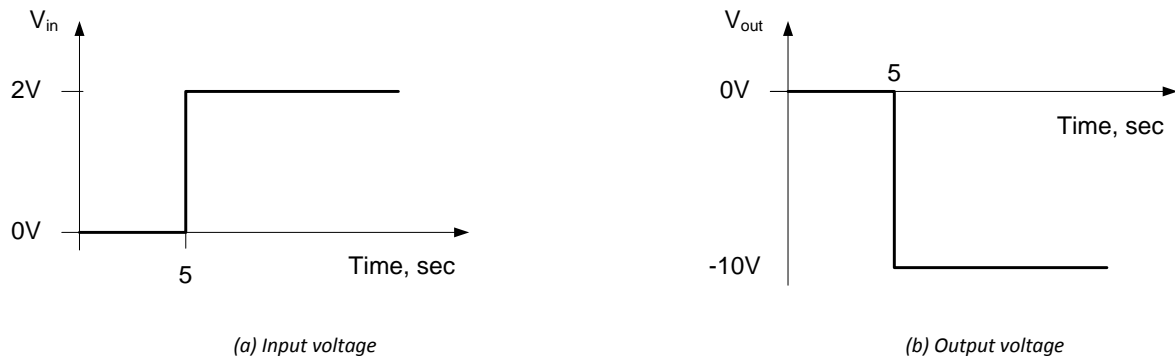 Vin
2V
0V
5
Time, sec
(a) Input voltage
Vout
5
0V
Time, sec
-10V
(b) Output voltage